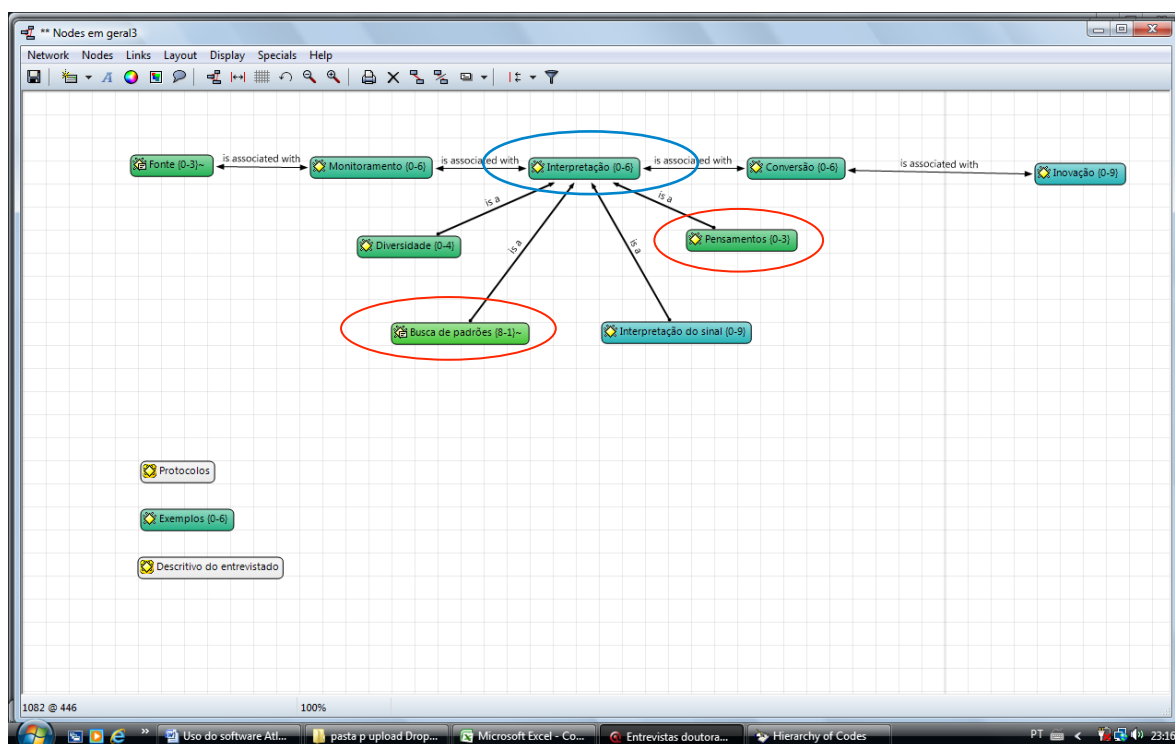 ** Nodes em geral3
Network Nodes Links Layout Display Specials Help
Fonte {0-3}~
is associated with
Monitoramento {0-6}
is associated with
Interpretação {0-6}
is associated with
Conversão {0-6}
is associated with
Inovação {0-9}
is a
is a
is a
is a
Diversidade {0-4}
Pensamentos {0-3}
Busca de padrões {8-1}~
Interpretação do sinal {0-9}
Protocolos
Exemplos {0-6}
Descritivo do entrevistado
1082 @ 446 100%
Uso do software Atl... pasta p upload Drop... Microsoft Excel - Co... Entrevistas doutora... Hierarchy of Codes PT 23:16